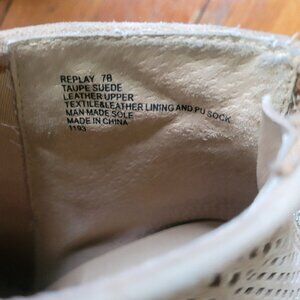 REPLAY 7B
TAUPE SUEDE
LEATHER UPPER
TEXTILE&LEATHER LINING AND PU SOCK
MAN MADE SOLE
MADE IN CHINA
1193